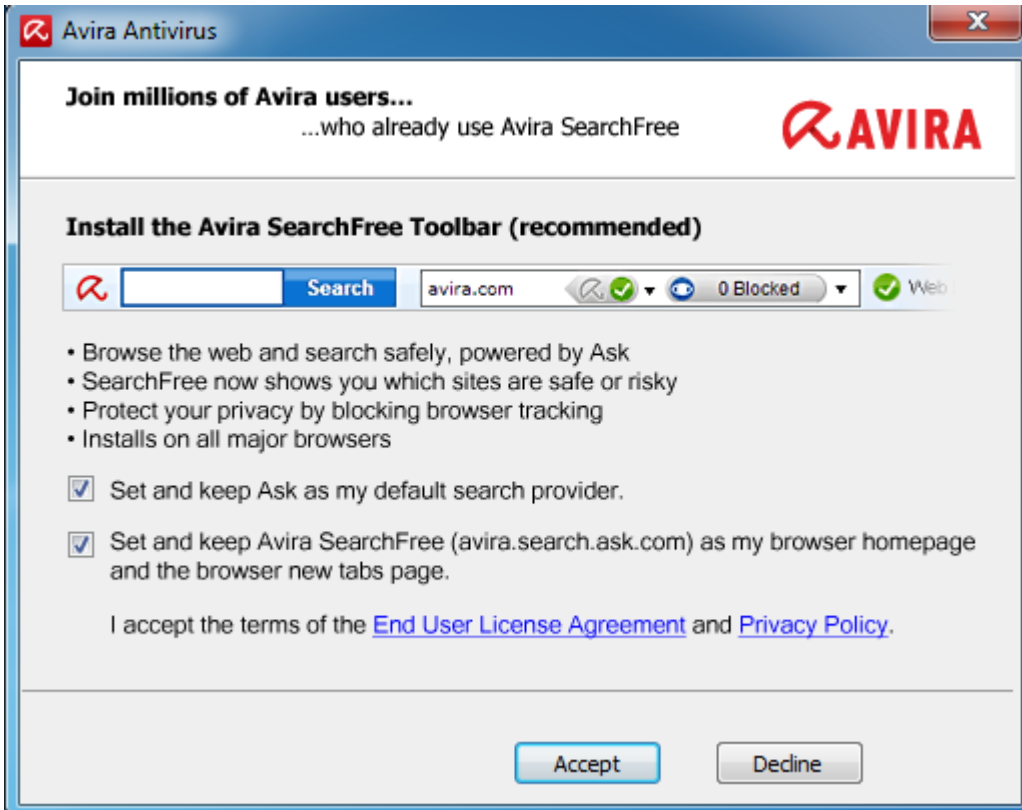 Avira Antivirus
Join millions of Avira users...
...who already use Avira SearchFree
AVIRA
Install the Avira SearchFree Toolbar (recommended)
Search avira.com 0 Blocked Web
• Browse the web and search safely, powered by Ask
• SearchFree now shows you which sites are safe or risky
• Protect your privacy by blocking browser tracking
• Installs on all major browsers
Set and keep Ask as my default search provider.
Set and keep Avira SearchFree (avira.search.ask.com) as my browser homepage
and the browser new tabs page.
I accept the terms of the End User License Agreement and Privacy Policy.
Accept Decline